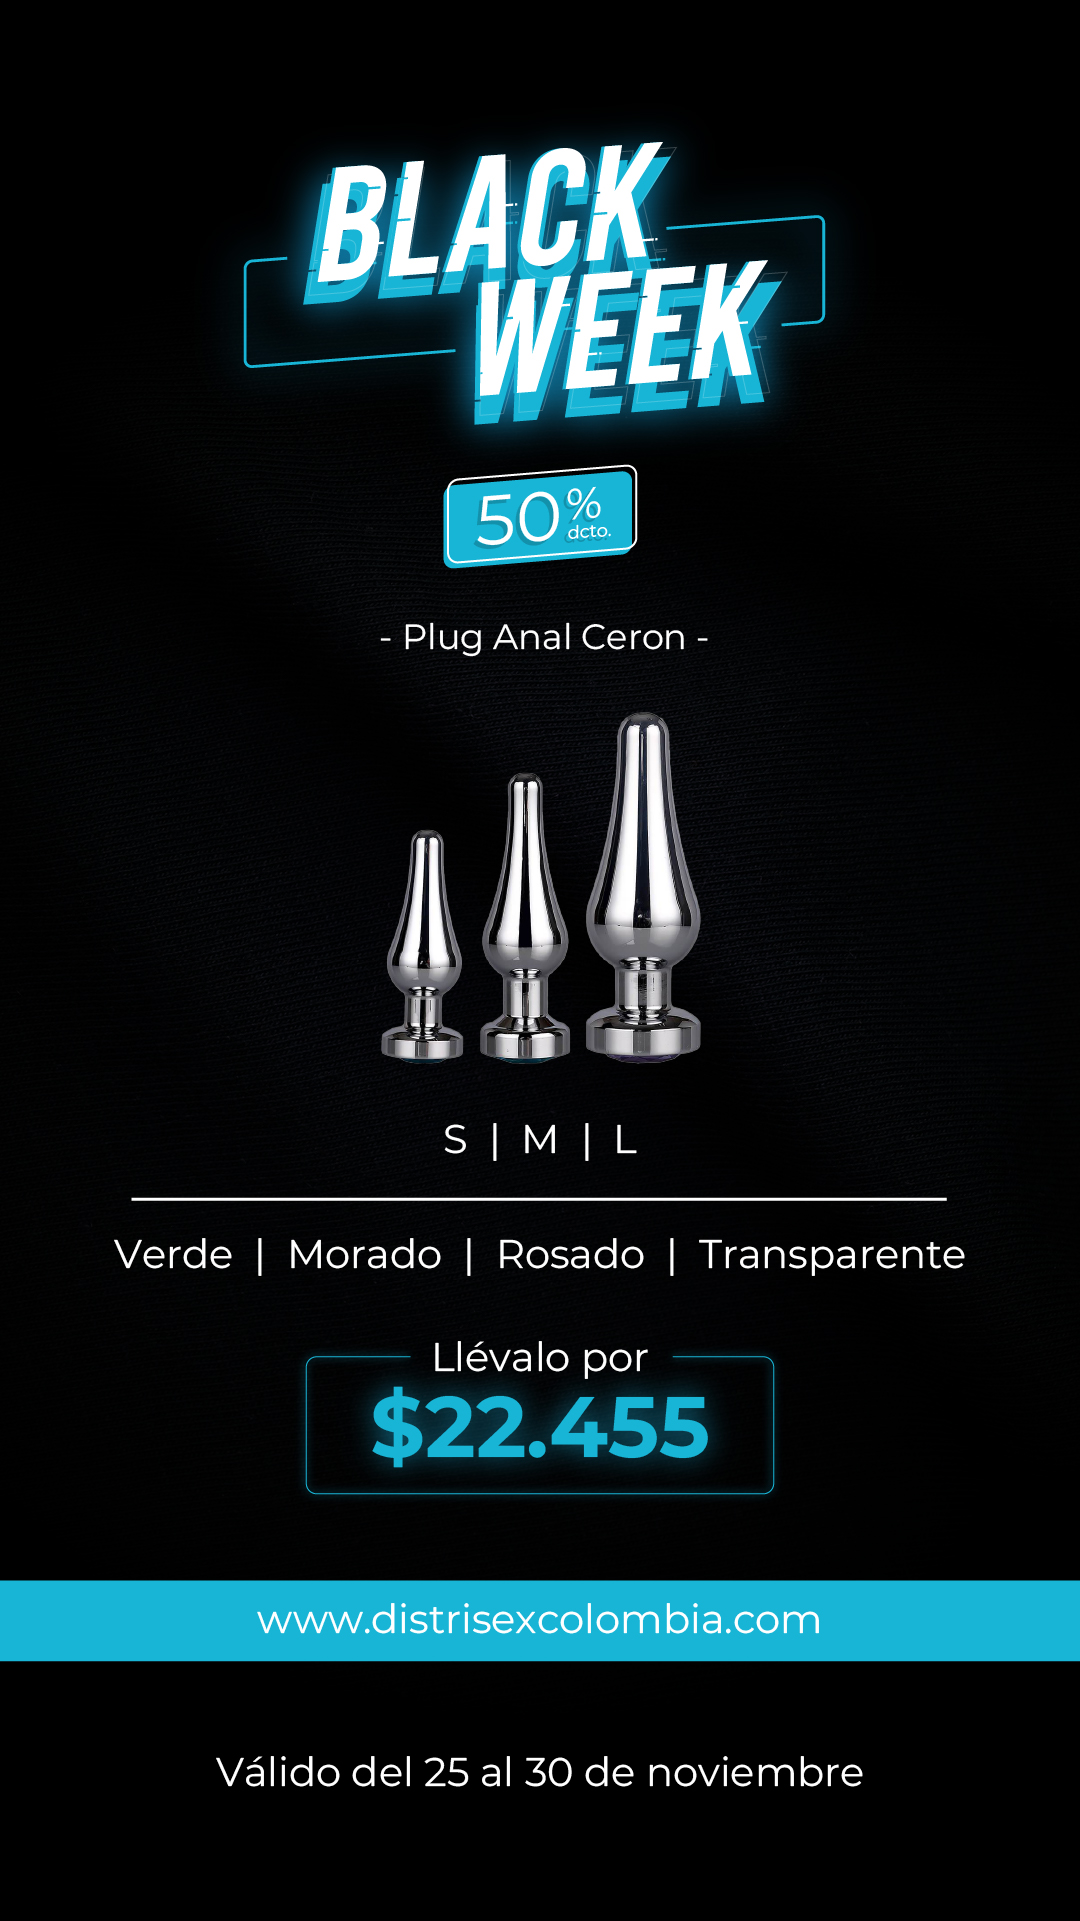 BLACK
WEEK
50% dcto.
- Plug Anal Ceron -
S | M | L
Verde | Morado | Rosado | Transparente
Llévalo por
$22.455
www.distrisexcolombia.com
Válido del 25 al 30 de noviembre